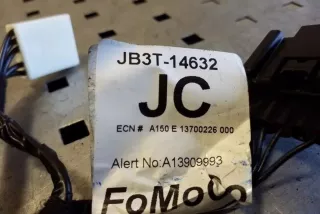 JB3T-14632
JC
ECN # A150 E 13700226 000
Alert No:A13909993
FoMoCo